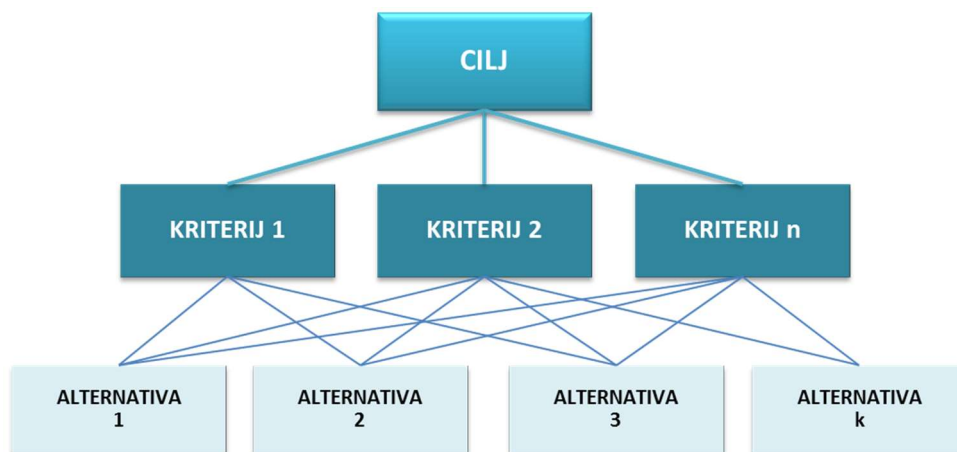 CILJ
KRITERIJ 1
KRITERIJ 2
KRITERIJ n
ALTERNATIVA
1
ALTERNATIVA
2
ALTERNATIVA
3
ALTERNATIVA
k